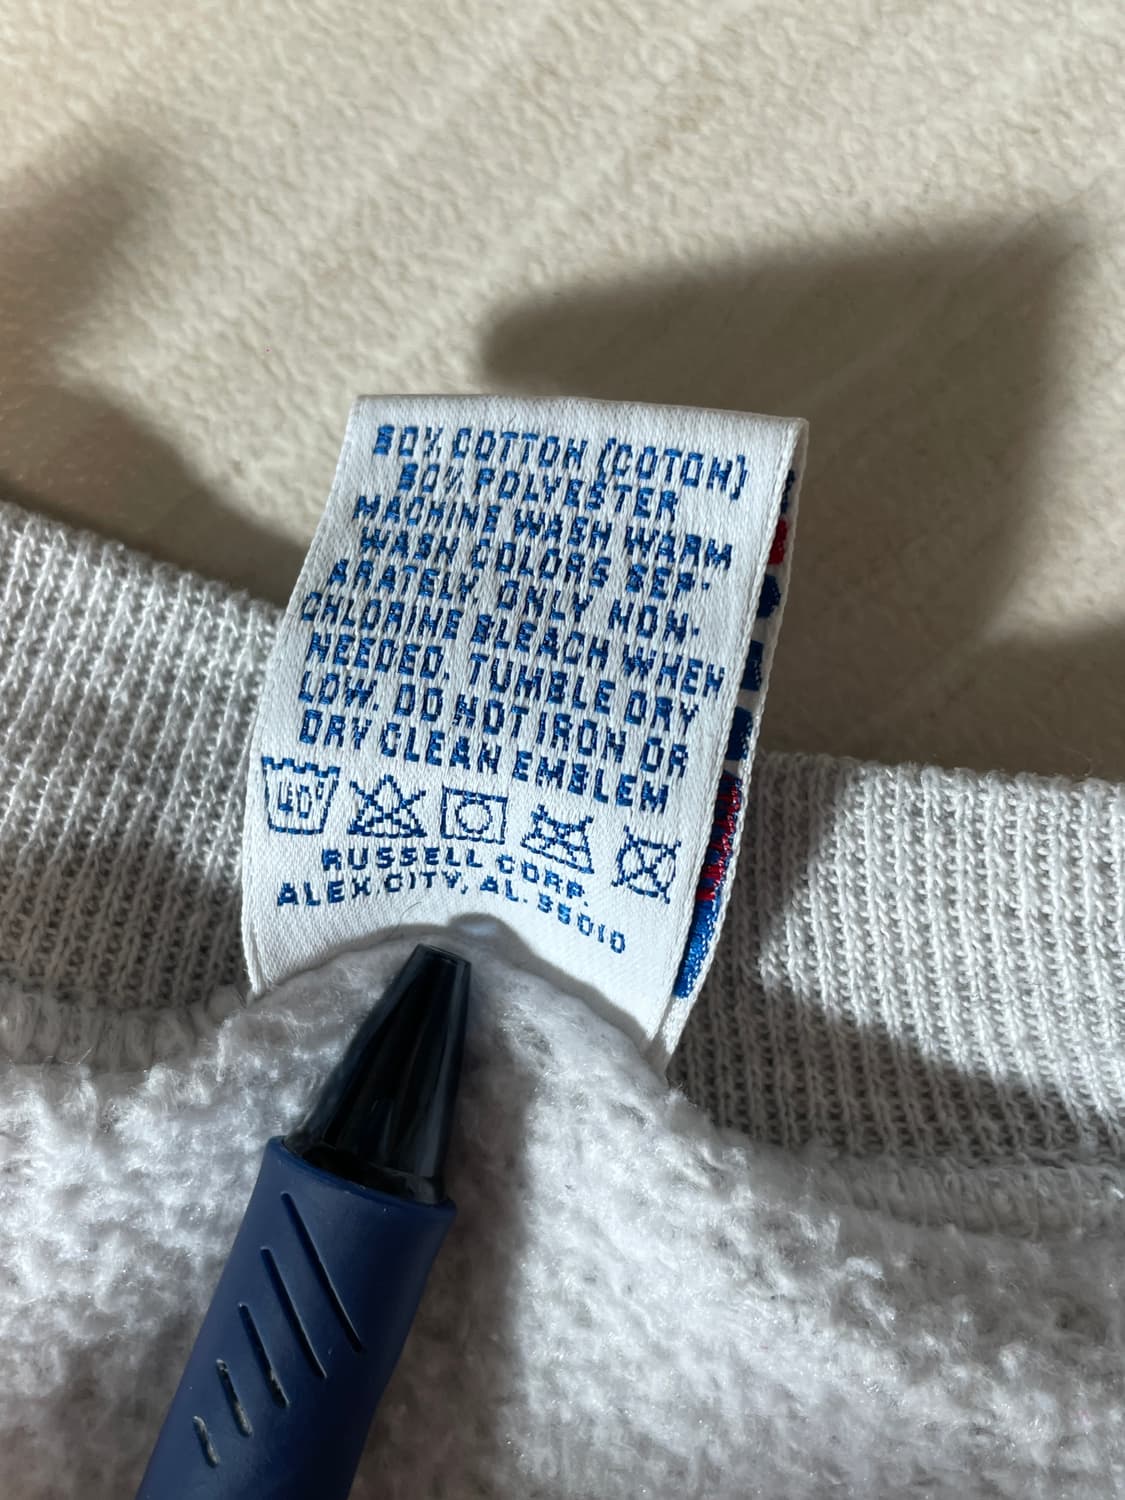 50% COTTON (COTON)
50% POLYESTER
MACHINE WASH WARM
WASH COLORS SEP-
ARATELY. ONLY NON-
CHLORINE BLEACH WHEN
NEEDED. TUMBLE DRY
LOW. DO NOT IRON OR
DRY CLEAN EMBLEM
40°
RUSSELL CORP.
ALEX CITY, AL. 35010